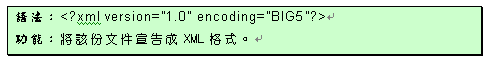 語法：<?xml version="1.0" encoding="BIG5"?>↵
功能：將該份文件宣告成 XML 格式。↵